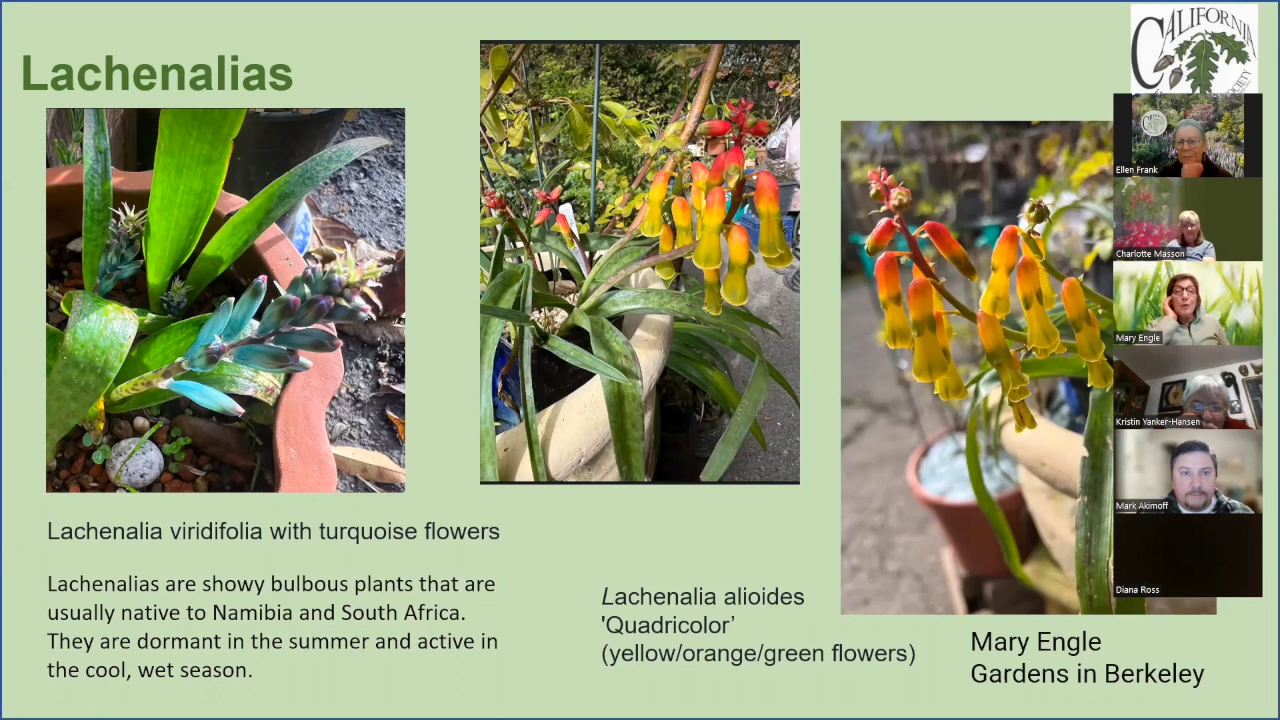 Lachenalias
CALIFORNIA
Ellen Frank
Charlotte Masson
Mary Engle
Kristin Yanker-Hansen
Mark Akimoff
Diana Ross
Lachenalia viridifolia with turquoise flowers
Lachenalias are showy bulbous plants that are
usually native to Namibia and South Africa.
They are dormant in the summer and active in
the cool, wet season.
Lachenalia alioides
'Quadricolor’
(yellow/orange/green flowers)
Mary Engle
Gardens in Berkeley